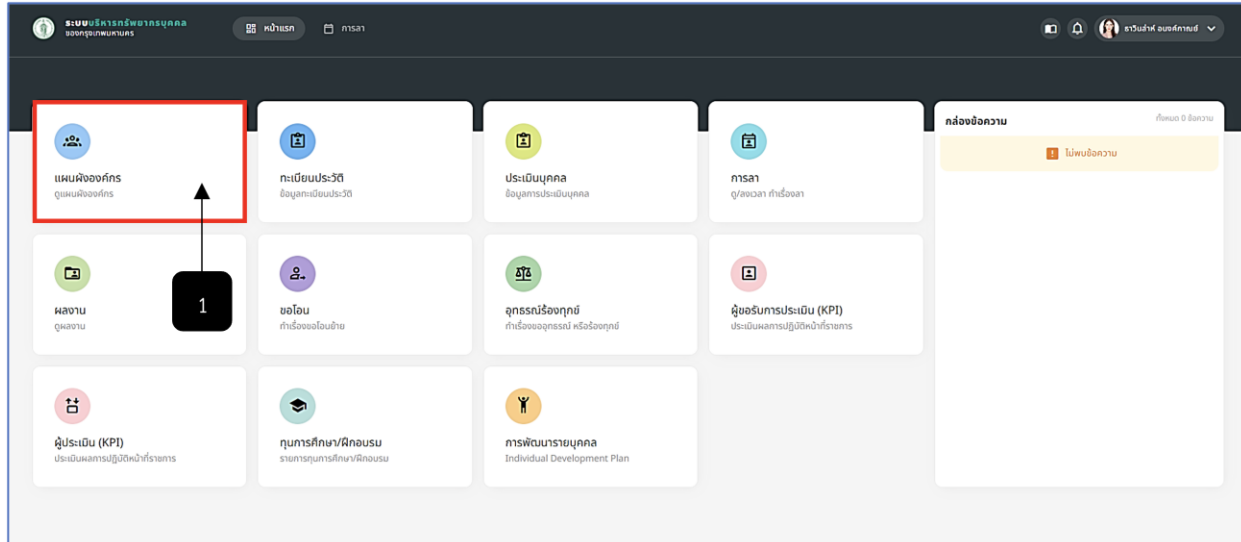 ระบบบริหารทรัพยากรบุคคล
ของกรุงเทพมหานคร
หน้าแรก
การลา
ธาวินล่าห์ อมงค์กาณย์
แผนผังองค์กร
ดูแผนผังองค์กร
ทะเบียนประวัติ
ข้อมูลทะเบียนประวัติ
ประเมินบุคคล
ข้อมูลการประเมินบุคคล
การลา
ดู/ลงเวลา ทำเรื่องลา
กล่องข้อความ
ทั้งหมด 0 ข้อความ
ไม่พบข้อความ
ผลงาน
ดูผลงาน
1
ขอโอน
ทำเรื่องขอโอนย้าย
อุทธรณ์ร้องทุกข์
ทำเรื่องขออุทธรณ์ หรือร้องทุกข์
ผู้ขอรับการประเมิน (KPI)
ประเมินผลการปฏิบัติหน้าที่ราชการ
ผู้ประเมิน (KPI)
ประเมินผลการปฏิบัติหน้าที่ราชการ
ทุนการศึกษา/ฝึกอบรม
รายการทุนการศึกษา/ฝึกอบรม
การพัฒนารายบุคคล
Individual Development Plan